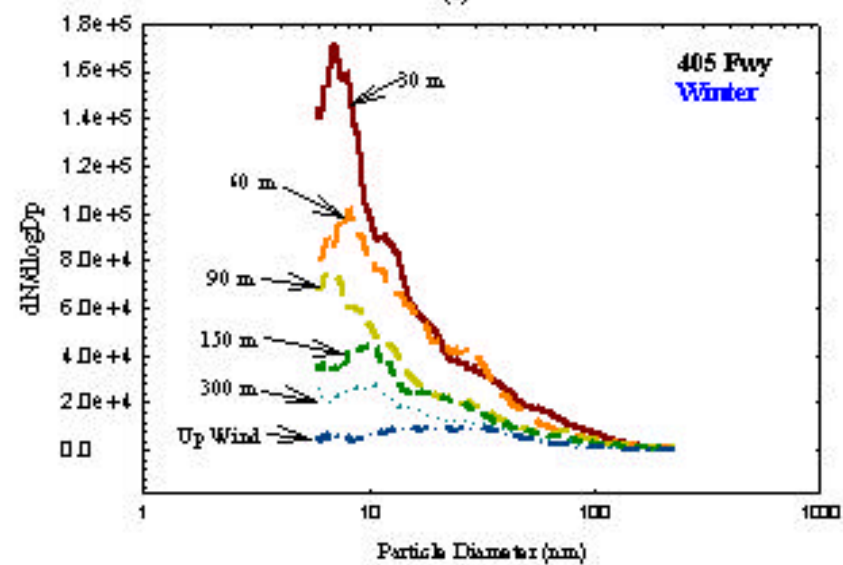 1.8e+5
1.6e+5
1.4e+5
1.2e+5
1.0e+5
8.0e+4
6.0e+4
4.0e+4
2.0e+4
0.0
dN/dlogDp
405 Fwy
Winter
30 m
60 m
90 m
150 m
300 m
Up Wind
1
10
100
1000
Particle Diameter (nm)